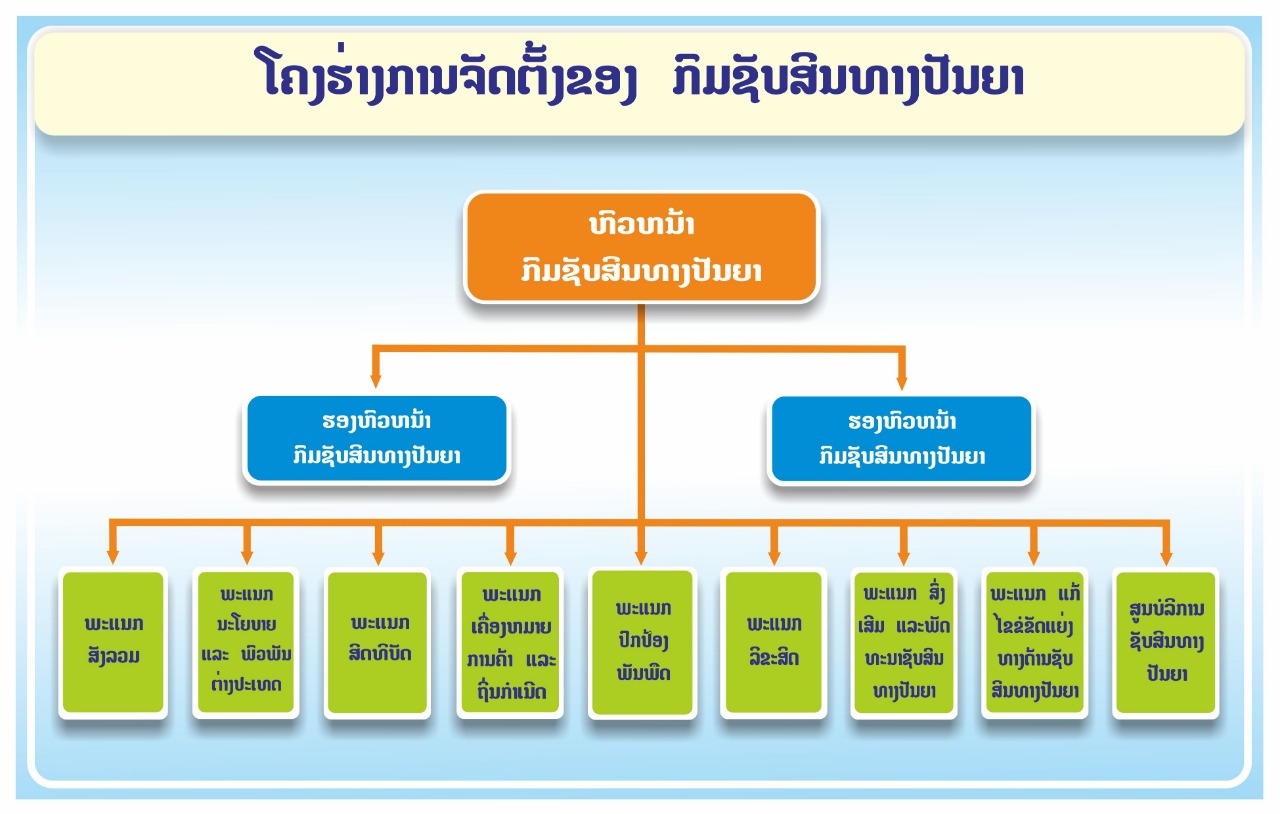 ໂຄງຮ່າງການຈັດຕັ້ງຂອງ ກົມຊັບສິນທາງປັນຍາ
ຫົວຫນ້າ
ກົມຊັບສິນທາງປັນຍາ
ຮອງຫົວຫນ້າ
ກົມຊັບສິນທາງປັນຍາ
ຮອງຫົວຫນ້າ
ກົມຊັບສິນທາງປັນຍາ
ພະແນກ
ສັງລວມ
ພະແນກ
ນະໂຍບາຍ
ແລະ ພົວພັນ
ຕ່າງປະເທດ
ພະແນກ
ສິດທິບັດ
ພະແນກ
ເຄື່ອງຫມາຍ
ການຄ້າ ແລະ
ຖິ່ນກຳເນີດ
ພະແນກ
ປົກປ້ອງ
ພັນພືດ
ພະແນກ
ລິຂະສິດ
ພະແນກ ສົ່ງ
ເສີມ ແລະພັດ
ທະນາຊັບສິນ
ທາງປັນຍາ
ພະແນກ ແກ້
ໄຂຂໍ້ຂັດແຍ່ງ
ທາງດ້ານຊັບ
ສິນທາງປັນຍາ
ສູນບໍລິການ
ຊັບສິນທາງ
ປັນຍາ